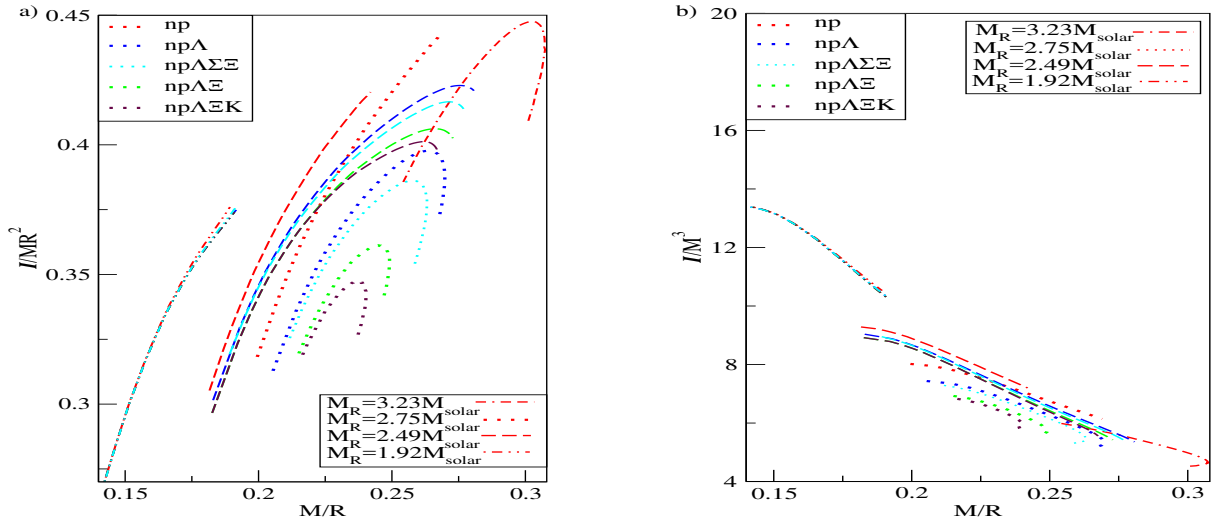 a)
np
npΛ
npΛΣΞ
npΛΞ
npΛΞK
M_R=3.23M_solar
M_R=2.75M_solar
M_R=2.49M_solar
M_R=1.92M_solar
0.45
0.4
0.35
0.3
I/MR^2
0.15
0.2
0.25
0.3
M/R
b)
np
npΛ
npΛΣΞ
npΛΞ
npΛΞK
M_R=3.23M_solar
M_R=2.75M_solar
M_R=2.49M_solar
M_R=1.92M_solar
20
16
12
8
4
I/M^3
0.2
0.25
0.3
0.15
M/R